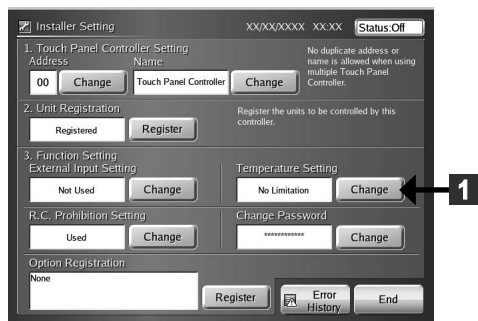 Installer Setting
XX/XX/XXXX XX:XX
Status:Off
1. Touch Panel Controller Setting
Address
Name
No duplicate address or
name is allowed when using
multiple Touch Panel
Controller.
00
Change
Touch Panel Controller
Change
2. Unit Registration
Register the units to be controlled by this
controller.
Registered
Register
3. Function Setting
External Input Setting
Temperature Setting
Not Used
Change
No Limitation
Change
1
R.C. Prohibition Setting
Change Password
Used
Change
************
Change
Option Registration
None
Register
Error
History
End